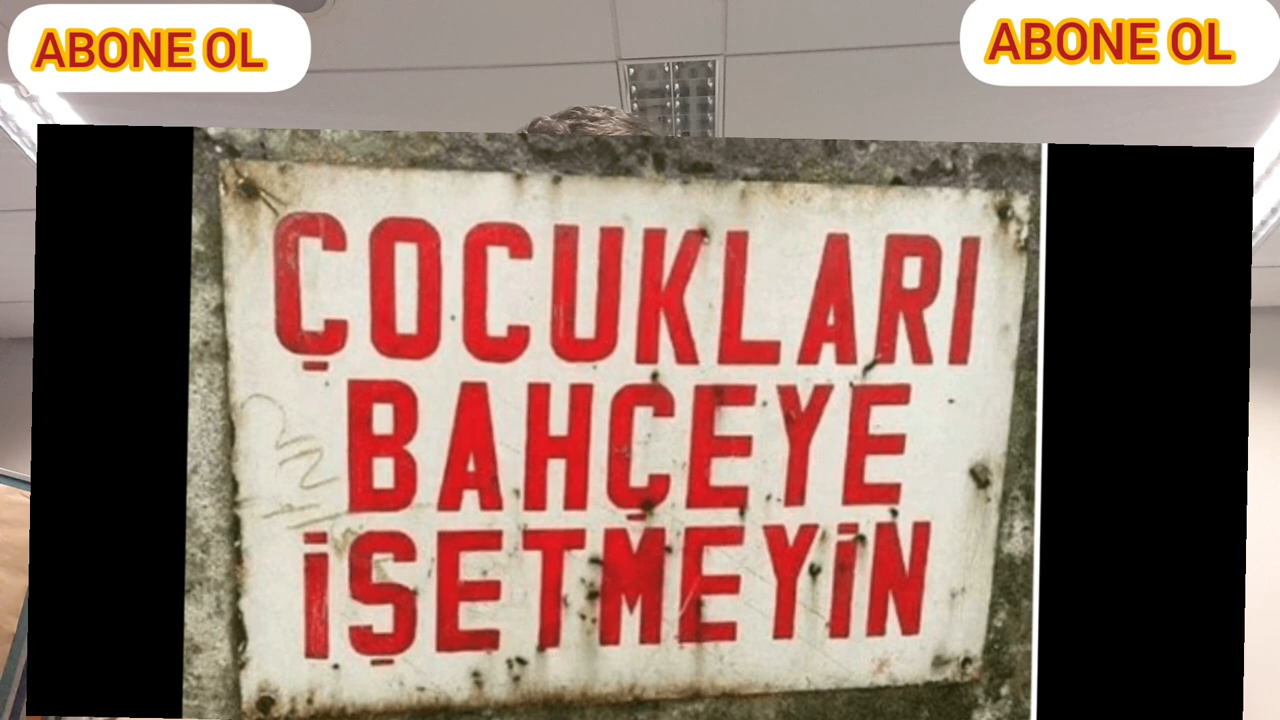 ABONE OL
ABONE OL
ÇOCUKLARI
BAHÇEYE
İŞETMEYİN